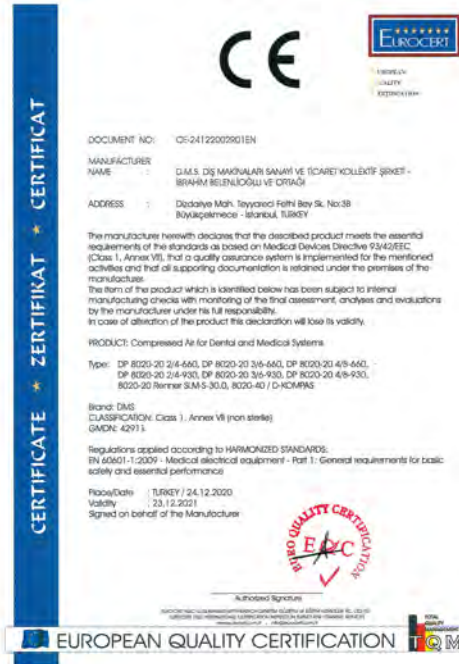 CE
EUROCERT
EUROPEAN
QUALITY
CERTIFICATION
CERTIFICATE ★ ZERTIFIKAT ★ CERTIFICAT
DOCUMENT NO: CE-24122002901EN
MANUFACTURER
NAME : D.M.S. DİŞ MAKİNALARI SANAYİ VE TİCARET KOLLEKTİF ŞİRKETİ -
İBRAHİM BELENLİOĞLU VE ORTAĞI
ADDRESS : Dizdariye Mah. Tayyareci Fethi Bey Sk. No:38
Büyükçekmece - İstanbul, TURKEY
The manufacturer herewith declares that the described product meets the essential
requirements of the standards as based on Medical Devices Directive 93/42/EEC
(Class 1, Annex VII), that a quality assurance system is implemented for the mentioned
activities and that all supporting documentation is retained under the premises of the
manufacturer.
The item of the product which is identified below has been subject to internal
manufacturing checks with monitoring of the final assessment, analyses and evaluations
by the manufacturer under his full responsibility.
In case of alteration of the product this declaration will lose its validity.
PRODUCT: Compressed Air for Dental and Medical Systems
Type: DP 8020-20 2/4-660, DP 8020-20 3/6-660, DP 8020-20 4/8-660,
DP 8020-20 2/4-930, DP 8020-20 3/6-930, DP 8020-20 4/8-930,
8020-20 Renner SLM-S-30.0, 8020-40 / D-KOMPAS
Brand: DMS
CLASSIFICATION: Class 1, Annex VII (non sterile)
GMDN: 42911
Regulations applied according to HARMONIZED STANDARDS:
EN 60601-1:2009 - Medical electrical equipment - Part 1: General requirements for basic
safety and essential performance
Place/Date : TURKEY / 24.12.2020
Validity : 23.12.2021
Signed on behalf of the Manufacturer
EURO QUALITY CERTIFICATION
EQC
Authorized Signature
EUROPEAN QUALITY CERTIFICATION
TOTAL
QUALITY
MANAGEMENT
TQM